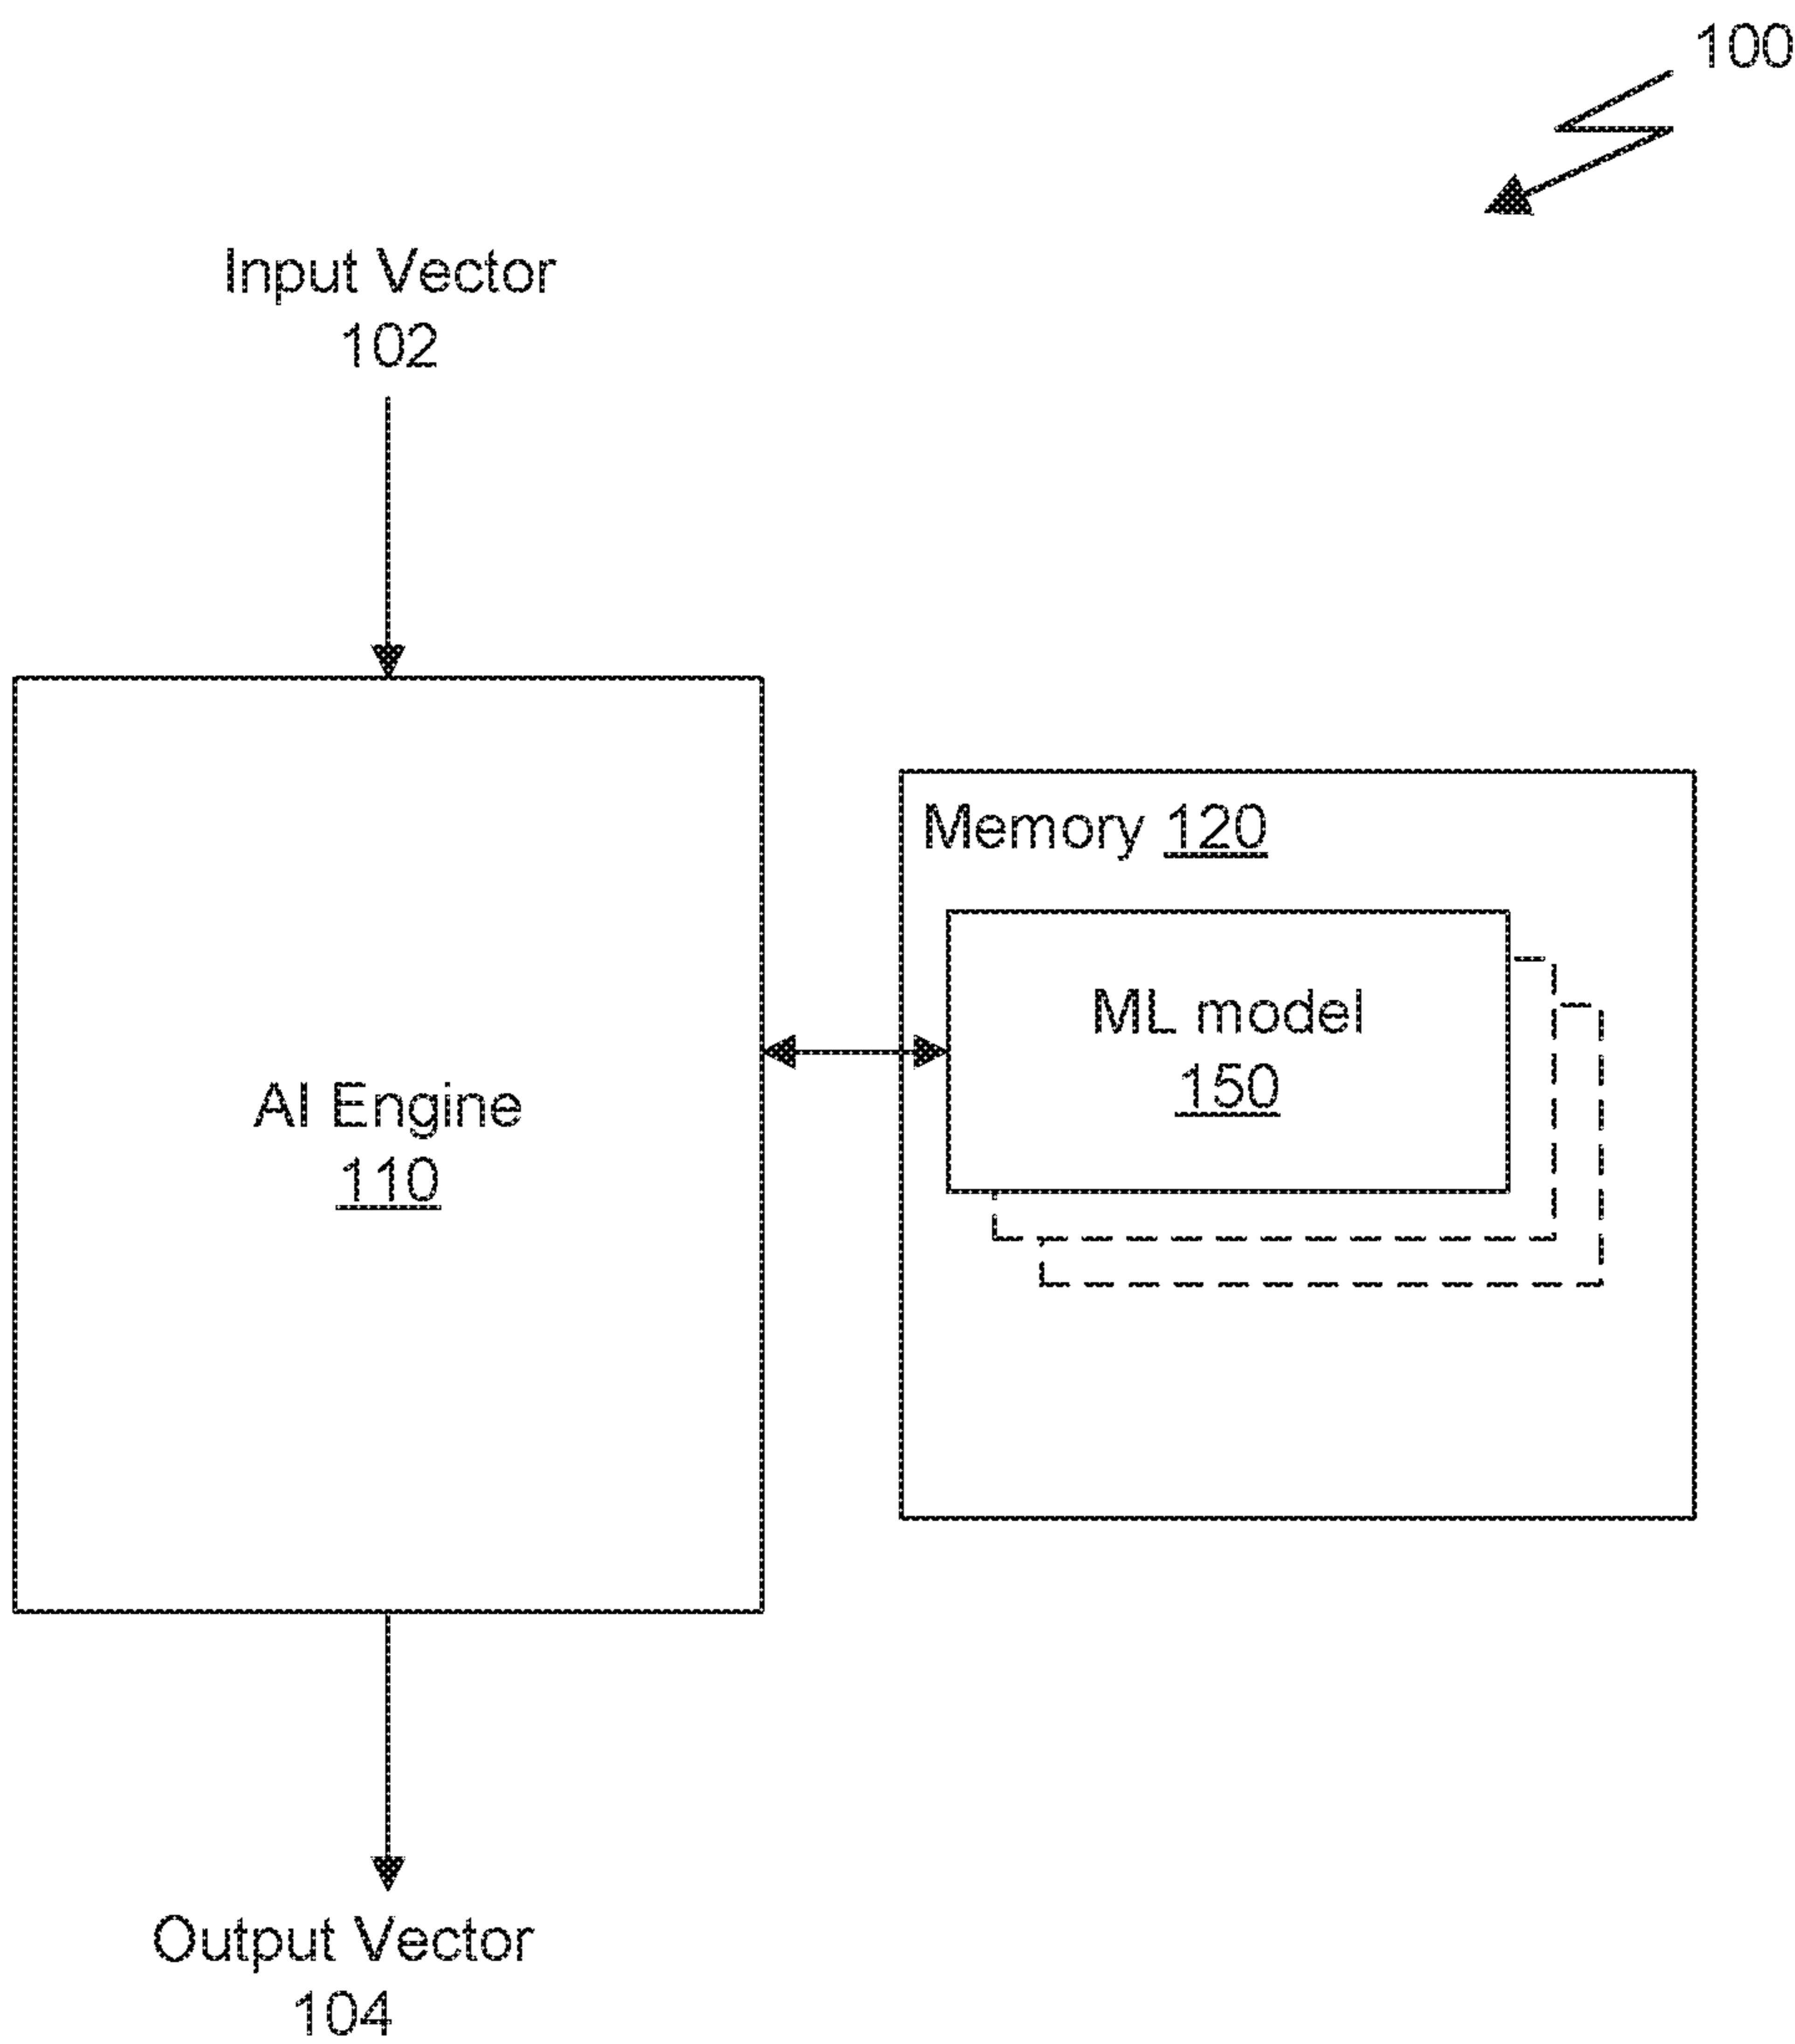 100
Input Vector
102
Memory 120
ML model
150
AI Engine
110
Output Vector
104